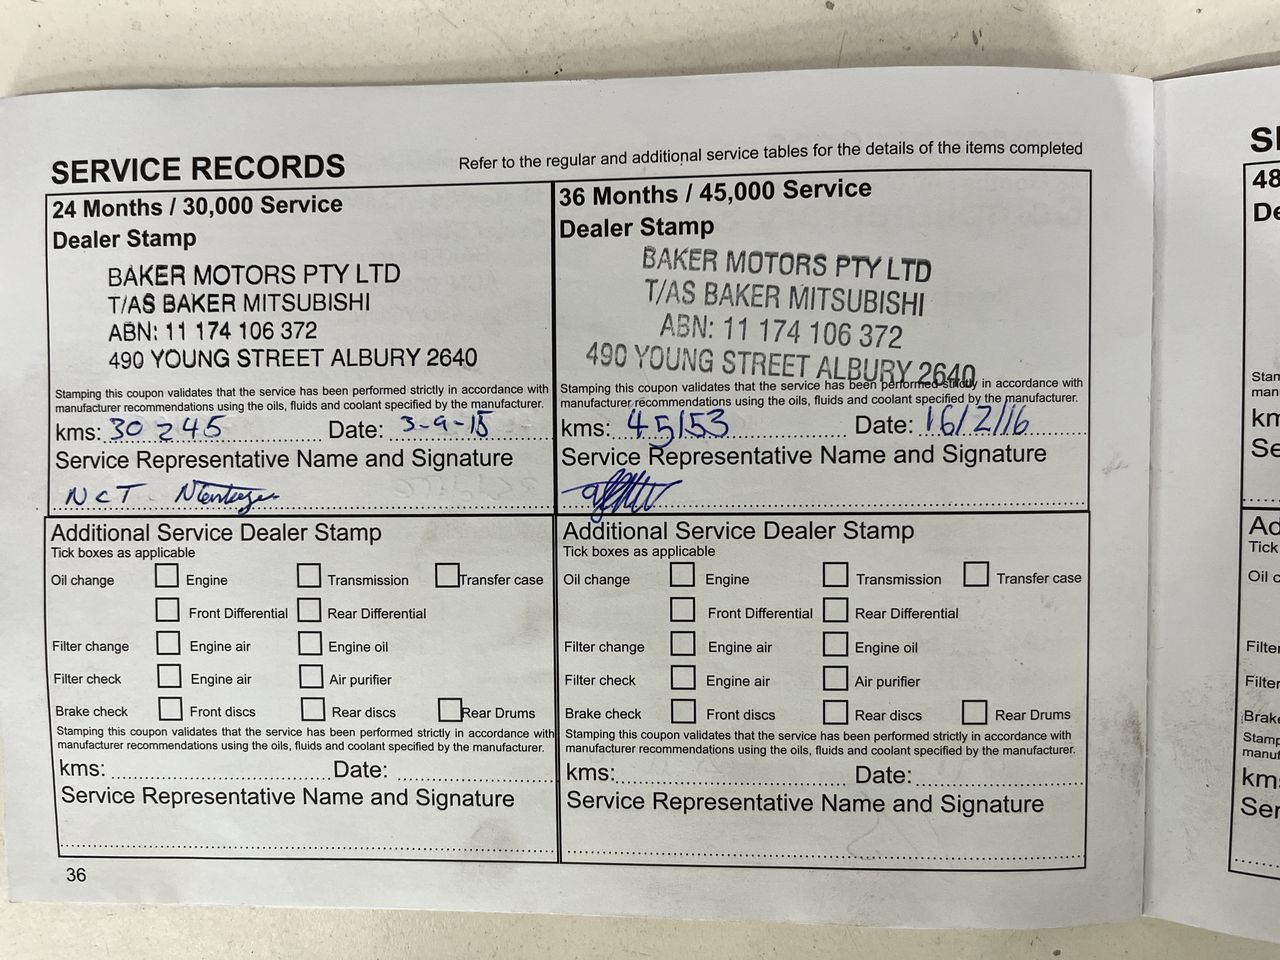 SERVICE RECORDS
Refer to the regular and additional service tables for the details of the items completed
24 Months / 30,000 Service
Dealer Stamp
BAKER MOTORS PTY LTD
T/AS BAKER MITSUBISHI
ABN: 11 174 106 372
490 YOUNG STREET ALBURY 2640
Stamping this coupon validates that the service has been performed strictly in accordance with
manufacturer recommendations using the oils, fluids and coolant specified by the manufacturer.
kms: 30 245 Date: 3-9-15
Service Representative Name and Signature
Additional Service Dealer Stamp
Tick boxes as applicable
Oil change Engine Transmission Transfer case
Front Differential Rear Differential
Filter change Engine air Engine oil
Filter check Engine air Air purifier
Brake check Front discs Rear discs Rear Drums
Stamping this coupon validates that the service has been performed strictly in accordance with
manufacturer recommendations using the oils, fluids and coolant specified by the manufacturer.
kms: Date:
Service Representative Name and Signature
36
36 Months / 45,000 Service
Dealer Stamp
BAKER MOTORS PTY LTD
T/AS BAKER MITSUBISHI
ABN: 11 174 106 372
490 YOUNG STREET ALBURY 2640
Stamping this coupon validates that the service has been performed strictly in accordance with
manufacturer recommendations using the oils, fluids and coolant specified by the manufacturer.
kms: 45153 Date: 16/2/16
Service Representative Name and Signature
Additional Service Dealer Stamp
Tick boxes as applicable
Oil change Engine Transmission Transfer case
Front Differential Rear Differential
Filter change Engine air Engine oil
Filter check Engine air Air purifier
Brake check Front discs Rear discs Rear Drums
Stamping this coupon validates that the service has been performed strictly in accordance with
manufacturer recommendations using the oils, fluids and coolant specified by the manufacturer.
kms: Date:
Service Representative Name and Signature
48
Tick